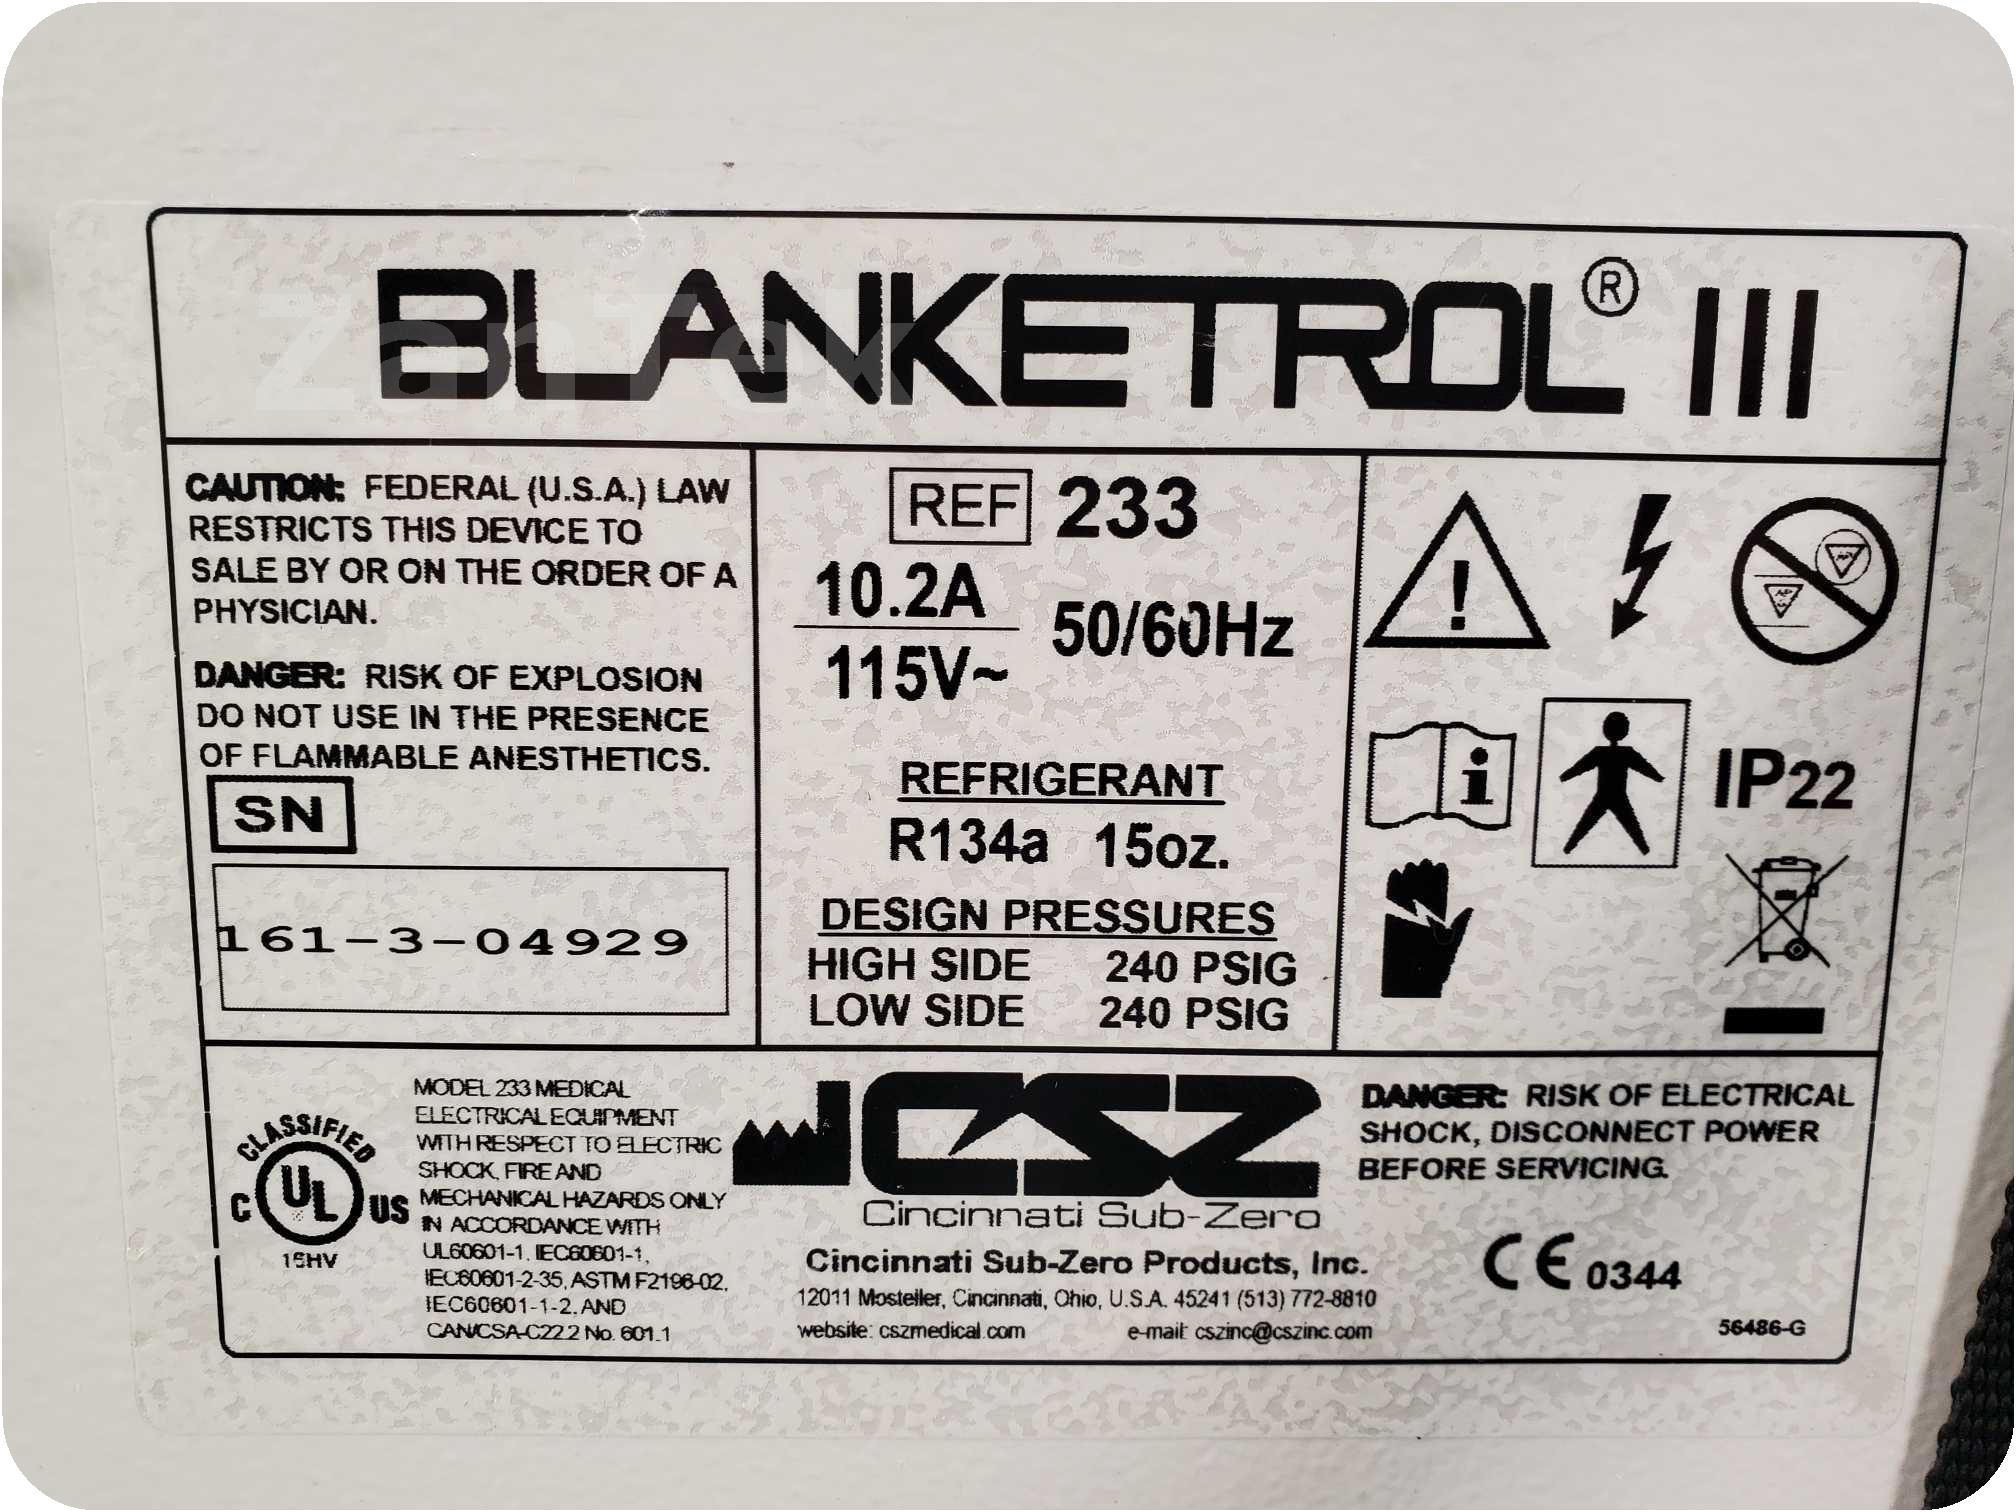 BLANKETROL® III
ZanTek
CAUTION: FEDERAL (U.S.A.) LAW
RESTRICTS THIS DEVICE TO
SALE BY OR ON THE ORDER OF A
PHYSICIAN.
DANGER: RISK OF EXPLOSION
DO NOT USE IN THE PRESENCE
OF FLAMMABLE ANESTHETICS.
SN
161-3-04929
REF 233
10.2A
115V~
50/60Hz
REFRIGERANT
R134a 15oz.
DESIGN PRESSURES
HIGH SIDE 240 PSIG
LOW SIDE 240 PSIG
!
i
IP22
CLASSIFIED
C UL US
15HV
MODEL 233 MEDICAL
ELECTRICAL EQUIPMENT
WITH RESPECT TO ELECTRIC
SHOCK, FIRE AND
MECHANICAL HAZARDS ONLY
IN ACCORDANCE WITH
UL60601-1, IEC60601-1,
IEC60601-2-35, ASTM F2196-02,
IEC60601-1-2, AND
CAN/CSA-C22.2 No. 601.1
CSZ
Cincinnati Sub-Zero
Cincinnati Sub-Zero Products, Inc.
12011 Mosteller, Cincinnati, Ohio, U.S.A. 45241 (513) 772-8810
website: cszmedical.com e-mail: cszinc@cszinc.com
DANGER: RISK OF ELECTRICAL
SHOCK, DISCONNECT POWER
BEFORE SERVICING.
CE 0344
56486-G